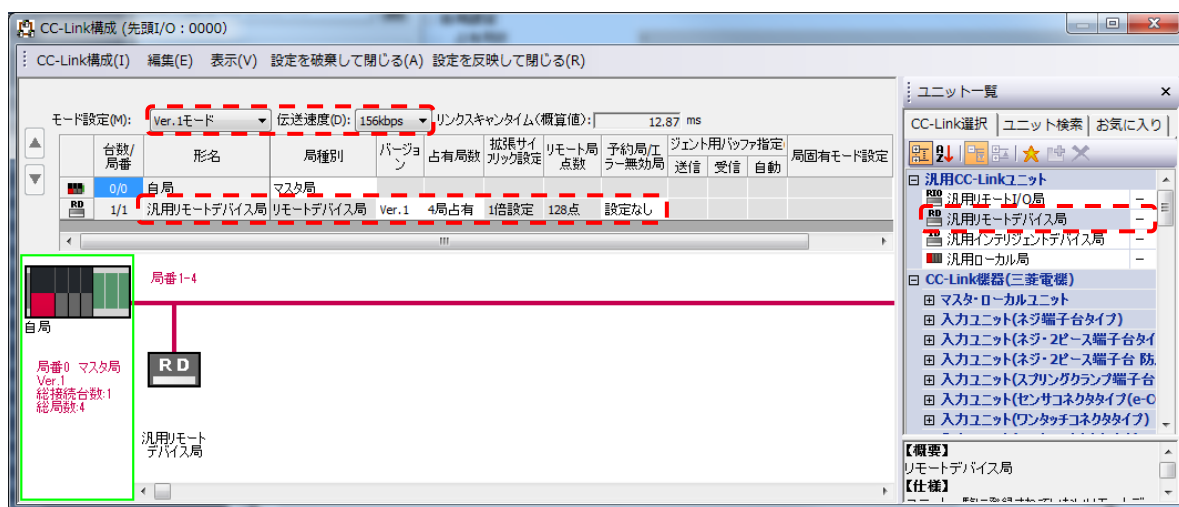 CC-Link構成 (先頭I/O : 0000)
CC-Link構成(I) 編集(E) 表示(V) 設定を破棄して閉じる(A) 設定を反映して閉じる(R)
モード設定(M): Ver.1モード 伝送速度(D): 156kbps リンクスキャンタイム(概算値): 12.87 ms
台数/局番 形名 局種別 バージョン 占有局数 拡張サイクリック設定 リモート局点数 予約局/エラー無効局 ジェント用バッファ指定 送信 受信 自動 局固有モード設定
0/0 自局 マスタ局
RD 1/1 汎用リモートデバイス局 リモートデバイス局 Ver.1 4局占有 1倍設定 128点 設定なし
局番1-4
自局
局番0 マスタ局
Ver.1
総接続台数:1
総局数:4
RD
汎用リモート
デバイス局
ユニット一覧
CC-Link選択 ユニット検索 お気に入り
汎用CC-Linkユニット
RIO 汎用リモートI/O局 －
RD 汎用リモートデバイス局 －
汎用インテリジェントデバイス局 －
汎用ローカル局 －
CC-Link機器(三菱電機)
マスタ･ローカルユニット
入力ユニット(ネジ端子台タイプ)
入力ユニット(ネジ･2ピース端子台タイ
入力ユニット(ネジ･2ピース端子台 防
入力ユニット(スプリングクランプ端子台
入力ユニット(センサコネクタタイプ(e-C
入力ユニット(ワンタッチコネクタタイプ)
【概要】
リモートデバイス局
【仕様】